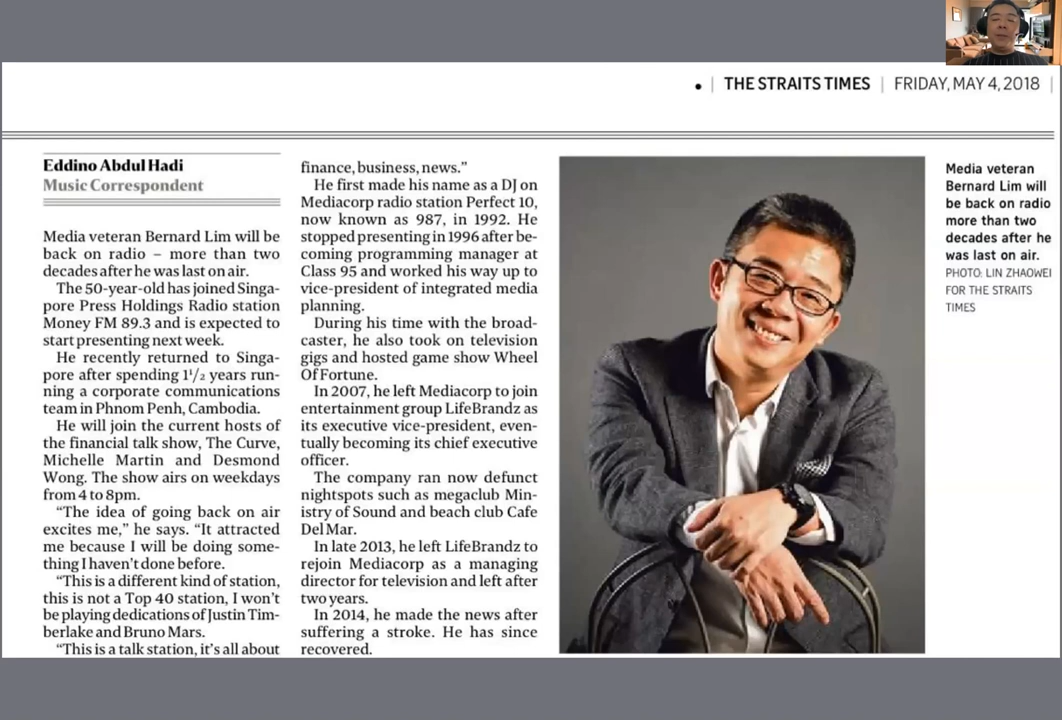 • | THE STRAITS TIMES | FRIDAY, MAY 4, 2018 |
Eddino Abdul Hadi
Music Correspondent
Media veteran Bernard Lim will be
back on radio – more than two
decades after he was last on air.
The 50-year-old has joined Singa-
pore Press Holdings Radio station
Money FM 89.3 and is expected to
start presenting next week.
He recently returned to Singa-
pore after spending 1 1/2 years run-
ning a corporate communications
team in Phnom Penh, Cambodia.
He will join the current hosts of
the financial talk show, The Curve,
Michelle Martin and Desmond
Wong. The show airs on weekdays
from 4 to 8pm.
“The idea of going back on air
excites me,” he says. “It attracted
me because I will be doing some-
thing I haven’t done before.
“This is a different kind of station,
this is not a Top 40 station, I won’t
be playing dedications of Justin Tim-
berlake and Bruno Mars.
“This is a talk station, it’s all about
finance, business, news.”
He first made his name as a DJ on
Mediacorp radio station Perfect 10,
now known as 987, in 1992. He
stopped presenting in 1996 after be-
coming programming manager at
Class 95 and worked his way up to
vice-president of integrated media
planning.
During his time with the broad-
caster, he also took on television
gigs and hosted game show Wheel
Of Fortune.
In 2007, he left Mediacorp to join
entertainment group LifeBrandz as
its executive vice-president, even-
tually becoming its chief executive
officer.
The company ran now defunct
nightspots such as megaclub Min-
istry of Sound and beach club Cafe
Del Mar.
In late 2013, he left LifeBrandz to
rejoin Mediacorp as a managing
director for television and left after
two years.
In 2014, he made the news after
suffering a stroke. He has since
recovered.
Media veteran
Bernard Lim will
be back on radio
more than two
decades after he
was last on air.
PHOTO: LIN ZHAOWEI
FOR THE STRAITS
TIMES